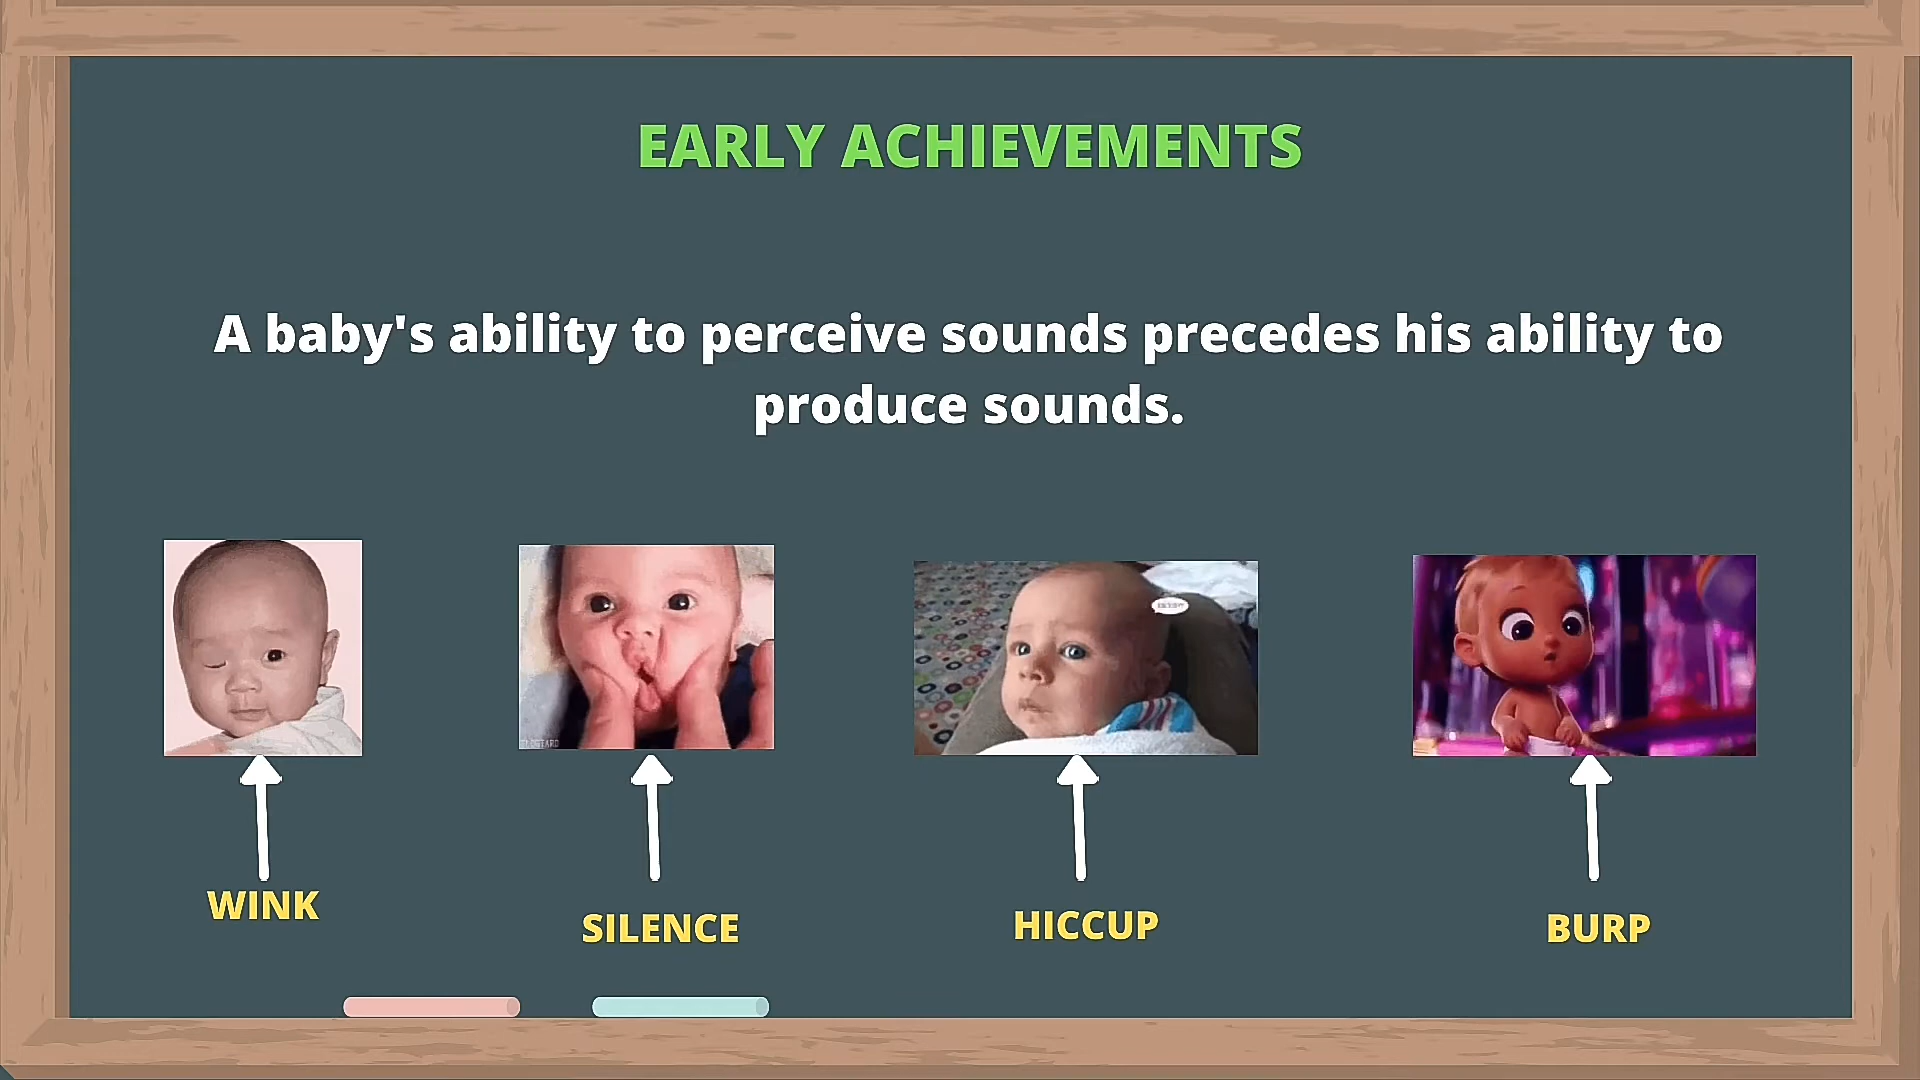 EARLY ACHIEVEMENTS
A baby's ability to perceive sounds precedes his ability to
produce sounds.
WINK
SILENCE
HICCUP
BURP